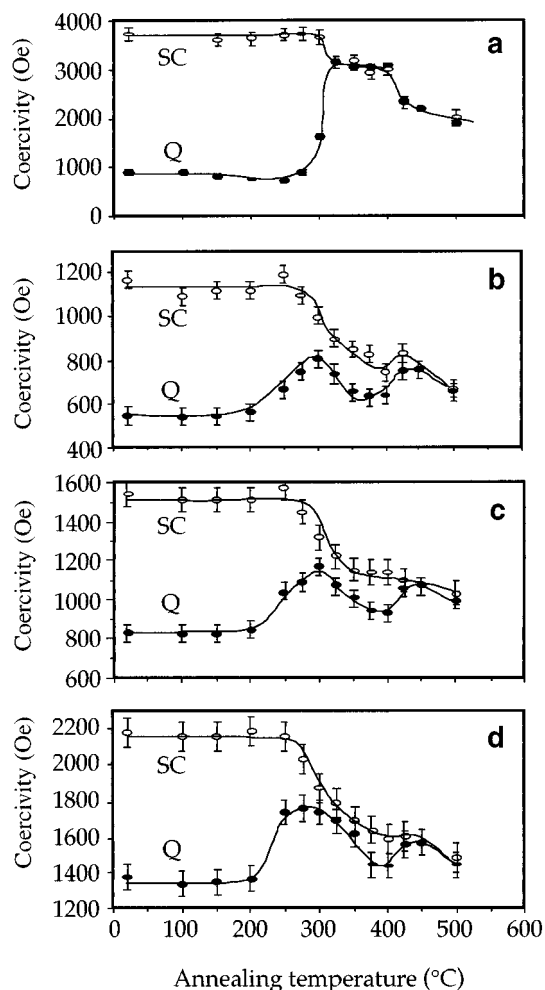 4000
3000
2000
1000
0
Coercivity (Oe)
SC
Q
a
1200
1000
800
600
400
Coercivity (Oe)
SC
Q
b
1600
1400
1200
1000
800
600
Coercivity (Oe)
SC
Q
c
2200
2000
1800
1600
1400
1200
Coercivity (Oe)
SC
Q
d
0 100 200 300 400 500 600
Annealing temperature (°C)